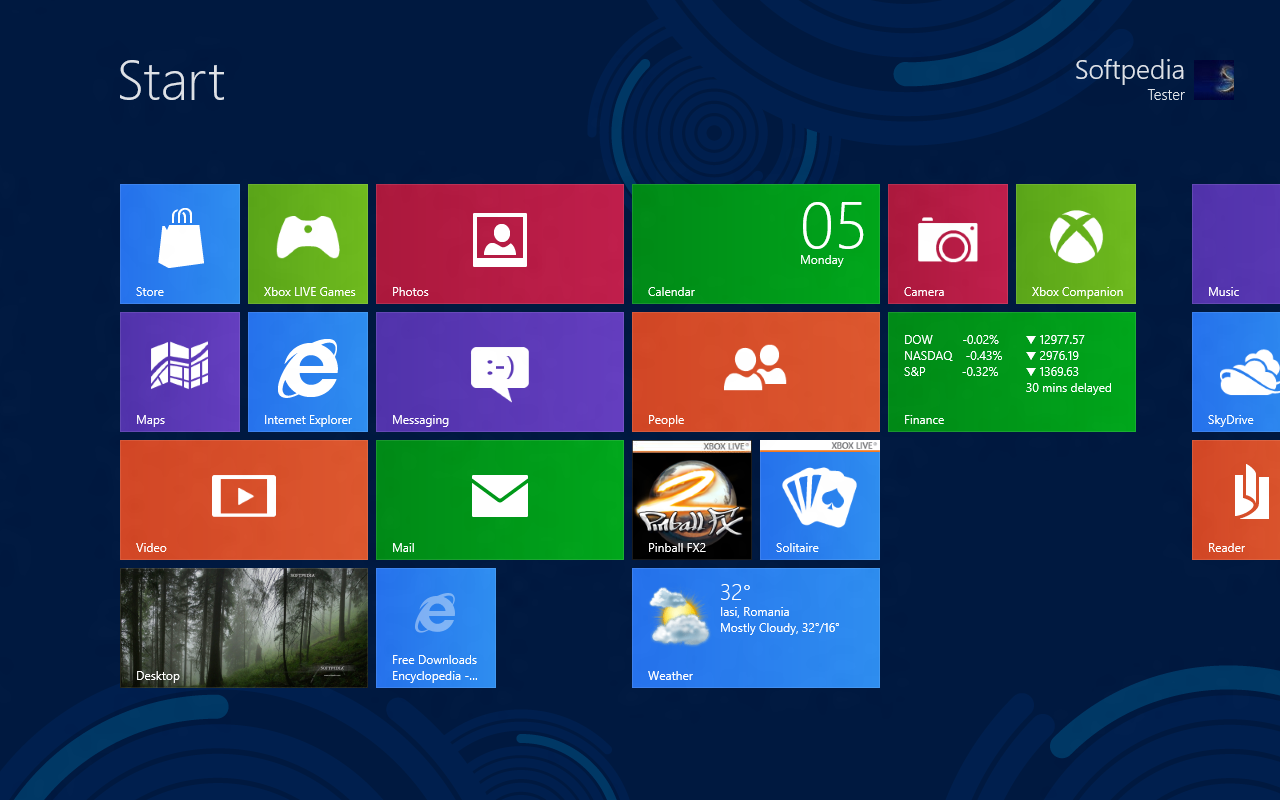 Start
Softpedia
Tester
Store
Xbox LIVE Games
Photos
05
Monday
Calendar
Camera
Xbox Companion
Music
Maps
Internet Explorer
:-)
Messaging
People
DOW -0.02% ▼ 12977.57
NASDAQ -0.43% ▼ 2976.19
S&P -0.32% ▼ 1369.63
30 mins delayed
Finance
SkyDrive
Video
Mail
XBOX LIVE®
2
Pinball FX
Pinball FX2
XBOX LIVE®
Solitaire
Reader
SOFTPEDIA
SOFTPEDIA
Desktop
Free Downloads
Encyclopedia -...
32°
Iasi, Romania
Mostly Cloudy, 32°/16°
Weather